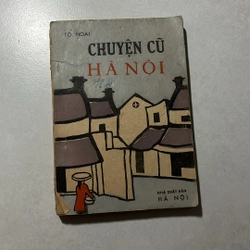 TÔ HOÀI
CHUYỆN CŨ
HÀ NỘI
NHÀ XUẤT BẢN
HÀ NỘI